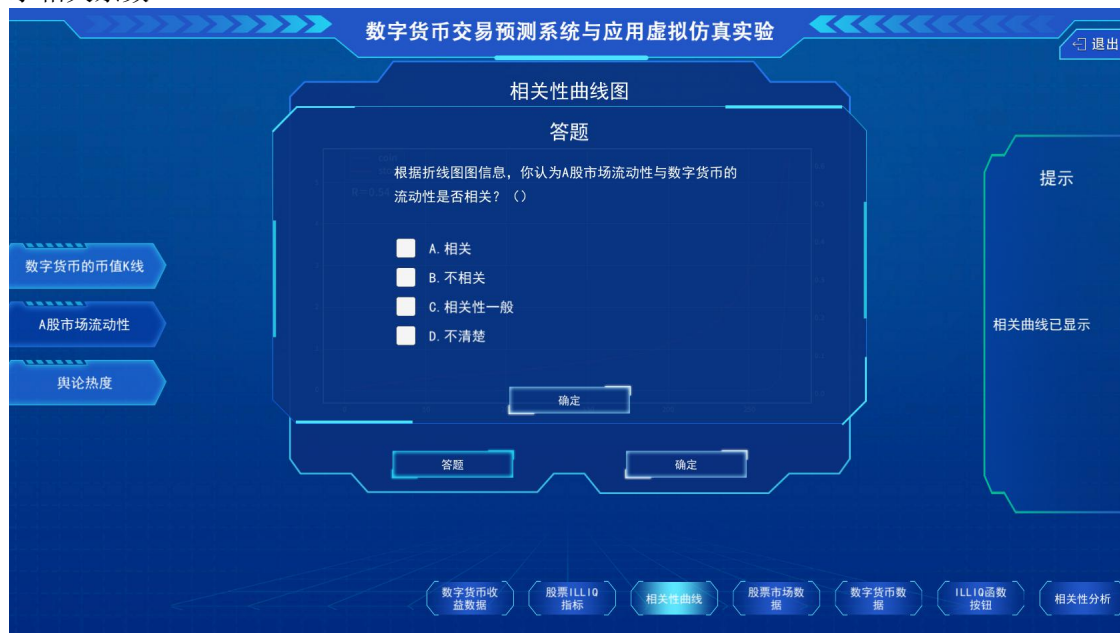 数字货币交易预测系统与应用虚拟仿真实验
退出
相关性曲线图
答题
根据折线图图信息，你认为A股市场流动性与数字货币的
流动性是否相关？（）
A.相关
B.不相关
C.相关性一般
D.不清楚
确定
答题
确定
数字货币的币值K线
A股市场流动性
舆论热度
提示
相关曲线已显示
数字货币收
益数据
股票ILLIQ
指标
相关性曲线
股票市场数
据
数字货币数
据
ILLIQ函数
按钮
相关性分析